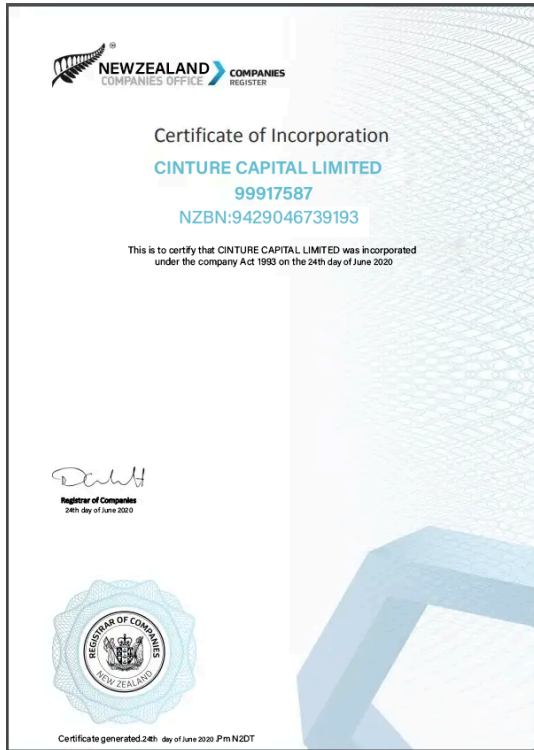 ®
NEWZEALAND
COMPANIES OFFICE
COMPANIES
REGISTER
Certificate of Incorporation
CINTURE CAPITAL LIMITED
99917587
NZBN:9429046739193
This is to certify that CINTURE CAPITAL LIMITED was incorporated
under the company Act 1993 on the 24th day of June 2020
Registrar of Companies
24th day of June 2020
REGISTRAR OF COMPANIES
NEW ZEALAND
Certificate generated.24th day of June 2020 .Pm N2DT